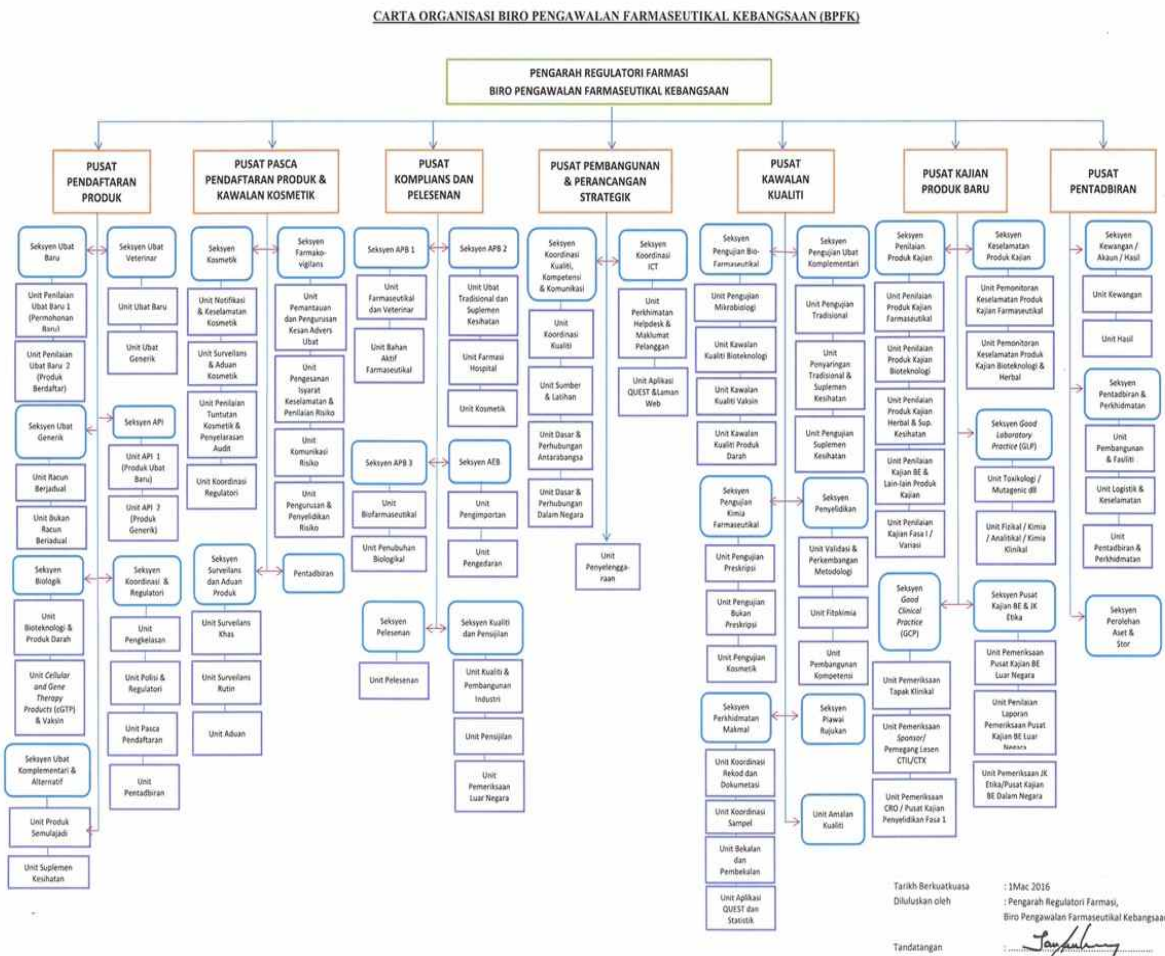 CARTA ORGANISASI BIRO PENGAWALAN FARMASEUTIKAL KEBANGSAAN (BPFK)
PENGARAH REGULATORI FARMASI
BIRO PENGAWALAN FARMASEUTIKAL KEBANGSAAN
PUSAT
PENDAFTARAN
PRODUK
Seksyen Ubat
Baru
Seksyen Ubat
Veterinar
Unit Penilaian
Ubat Baru 1
(Permohonan
Baru)
Unit Penilaian
Ubat Baru 2
(Produk
Berdaftar)
Unit Ubat Baru
Unit Ubat
Generik
Seksyen Ubat
Generik
Seksyen API
Unit Racun
Berjadual
Unit Bukan
Racun
Berjadual
Unit API 1
(Produk Ubat
Baru)
Unit API 2
(Produk
Generik)
Seksyen
Biologik
Seksyen
Koordinasi &
Regulatori
Unit
Bioteknologi &
Produk Darah
Unit Cellular
and Gene
Therapy
Products (cGTP)
& Vaksin
Unit
Pengkelasan
Unit Polisi &
Regulatori
Unit Pasca
Pendaftaran
Unit
Pentadbiran
Seksyen Ubat
Komplementari &
Alternatif
Unit Produk
Semulajadi
Unit Suplemen
Kesihatan
PUSAT PASCA
PENDAFTARAN PRODUK &
KAWALAN KOSMETIK
Seksyen
Kosmetik
Seksyen
Farmako-
vigilans
Unit Notifikasi
& Keselamatan
Kosmetik
Unit Surveilans
& Aduan
Kosmetik
Unit Penilaian
Tuntutan
Kosmetik &
Penyelarasan
Audit
Unit Koordinasi
Regulatori
Unit
Pemantauan
dan Pengurusan
Kesan Advers
Ubat
Unit
Pengesanan
Isyarat
Keselamatan &
Penilaian Risiko
Unit
Komunikasi
Risiko
Unit
Pengurusan &
Penyelidikan
Risiko
Seksyen
Surveilans
dan Aduan
Produk
Pentadbiran
Unit Surveilans
Khas
Unit Surveilans
Rutin
Unit Aduan
PUSAT
KOMPLIANS DAN
PELESENAN
Seksyen APB 1
Seksyen APB 2
Unit
Farmaseutikal
dan Veterinar
Unit Bahan
Aktif
Farmaseutikal
Unit Ubat
Tradisional dan
Suplemen
Kesihatan
Unit Farmasi
Hospital
Unit Kosmetik
Seksyen APB 3
Seksyen AEB
Unit
Biofarmaseutikal
Unit Penubuhan
Biologikal
Unit
Pengimportan
Unit
Pengedaran
Seksyen
Pelesenan
Seksyen Kualiti
dan Pensijilan
Unit Pelesenan
Unit Kualiti &
Pembangunan
Industri
Unit Pensijilan
Unit
Pemeriksaan
Luar Negara
PUSAT PEMBANGUNAN
& PERANCANGAN
STRATEGIK
Seksyen
Koordinasi
Kualiti,
Kompetensi
& Komunikasi
Seksyen
Koordinasi
ICT
Unit
Koordinasi
Kualiti
Unit Sumber
& Latihan
Unit Dasar &
Perhubungan
Antarabangsa
Unit Dasar &
Perhubungan
Dalam Negara
Unit
Perkhimatan
Helpdesk &
Maklumat
Pelanggan
Unit Aplikasi
QUEST &Laman
Web
Unit
Penyelengga-
raan
PUSAT
KAWALAN
KUALITI
Seksyen
Pengujian Bio-
Farmaseutikal
Seksyen
Pengujian Ubat
Komplementari
Unit Pengujian
Mikrobiologi
Unit Kawalan
Kualiti Bioteknologi
Unit Kawalan
Kualiti Vaksin
Unit Kawalan
Kualiti Produk
Darah
Unit Pengujian
Tradisional
Unit
Penyaringan
Tradisional &
Suplemen
Kesihatan
Unit Pengujian
Suplemen
Kesihatan
Seksyen
Pengujian
Kimia
Farmaseutikal
Seksyen
Penyelidikan
Unit Pengujian
Preskripsi
Unit Pengujian
Bukan
Preskripsi
Unit Pengujian
Kosmetik
Unit Validasi &
Perkembangan
Metodologi
Unit Fitokimia
Unit
Pembangunan
Kompetensi
Seksyen
Perkhidmatan
Makmal
Seksyen
Piawai
Rujukan
Unit Koordinasi
Rekod dan
Dokumetasi
Unit Koordinasi
Sampel
Unit Bekalan
dan
Pembekalan
Unit Aplikasi
QUEST dan
Statistik
Unit Amalan
Kualiti
PUSAT KAJIAN
PRODUK BARU
Seksyen
Penilaian
Produk Kajian
Seksyen
Keselamatan
Produk Kajian
Unit Penilaian
Produk Kajian
Farmaseutikal
Unit Penilaian
Produk Kajian
Bioteknologi
Unit Penilaian
Produk Kajian
Herbal & Sup.
Kesihatan
Unit Penilaian
Kajian BE &
Lain-lain Produk
Kajian
Unit Penilaian
Kajian Fasa I /
Variasi
Unit Pemonitoran
Keselamatan Produk
Kajian Farmaseutikal
Unit Pemonitoran
Keselamatan Produk
Kajian Bioteknologi &
Herbal
Seksyen Good
Laboratory
Practice (GLP)
Unit Toxikologi /
Mutagenic dll
Unit Fizikal / Kimia
/ Analitikal / Kimia
Klinikal
Seksyen
Good
Clinical
Practice
(GCP)
Seksyen Pusat
Kajian BE & JK
Etika
Unit Pemeriksaan
Tapak Klinikal
Unit Pemeriksaan
Sponsor/
Pemegang Lesen
CTIL/CTX
Unit Pemeriksaan
CRO / Pusat Kajian
Penyelidikan Fasa 1
Unit Pemeriksaan
Pusat Kajian BE
Luar Negara
Unit Penilaian
Laporan
Pemeriksaan Pusat
Kajian BE Luar
Negara
Unit Pemeriksaan JK
Etika/Pusat Kajian
BE Dalam Negara
PUSAT
PENTADBIRAN
Seksyen
Kewangan /
Akaun / Hasil
Unit Kewangan
Unit Hasil
Seksyen
Pentadbiran &
Perkhidmatan
Unit
Pembangunan
& Fasiliti
Unit Logistik &
Keselamatan
Unit
Pentadbiran &
Perkhidmatan
Seksyen
Perolehan
Aset &
Stor
Tarikh Berkuatkuasa : 1Mac 2016
Diluluskan oleh : Pengarah Regulatori Farmasi,
Biro Pengawalan Farmaseutikal Kebangsaan
Tandatangan :